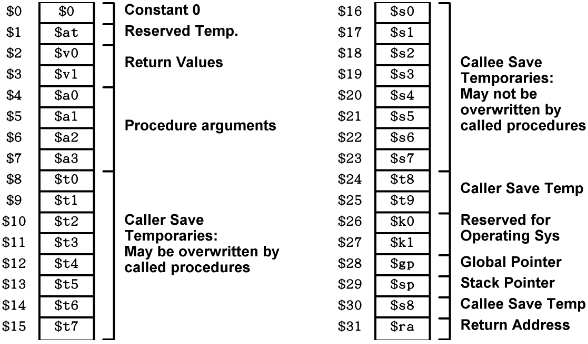 $0 $0 Constant 0
$1 $at Reserved Temp.
$2 $v0 Return Values
$3 $v1
$4 $a0 Procedure arguments
$5 $a1
$6 $a2
$7 $a3
$8 $t0 Caller Save
Temporaries:
May be overwritten by
called procedures
$9 $t1
$10 $t2
$11 $t3
$12 $t4
$13 $t5
$14 $t6
$15 $t7
$16 $s0 Callee Save
Temporaries:
May not be
overwritten by
called procedures
$17 $s1
$18 $s2
$19 $s3
$20 $s4
$21 $s5
$22 $s6
$23 $s7
$24 $t8 Caller Save Temp
$25 $t9
$26 $k0 Reserved for
Operating Sys
$27 $k1
$28 $gp Global Pointer
$29 $sp Stack Pointer
$30 $s8 Callee Save Temp
$31 $ra Return Address